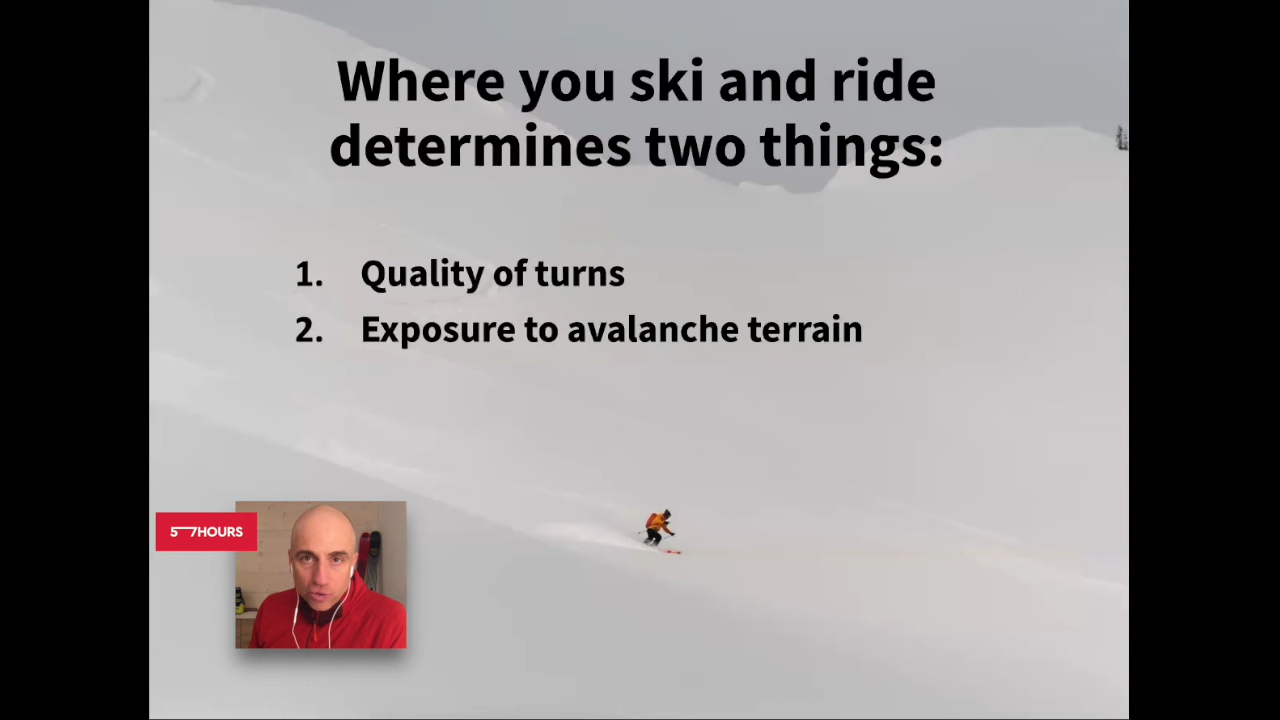 Where you ski and ride
determines two things:
1. Quality of turns
2. Exposure to avalanche terrain
57HOURS